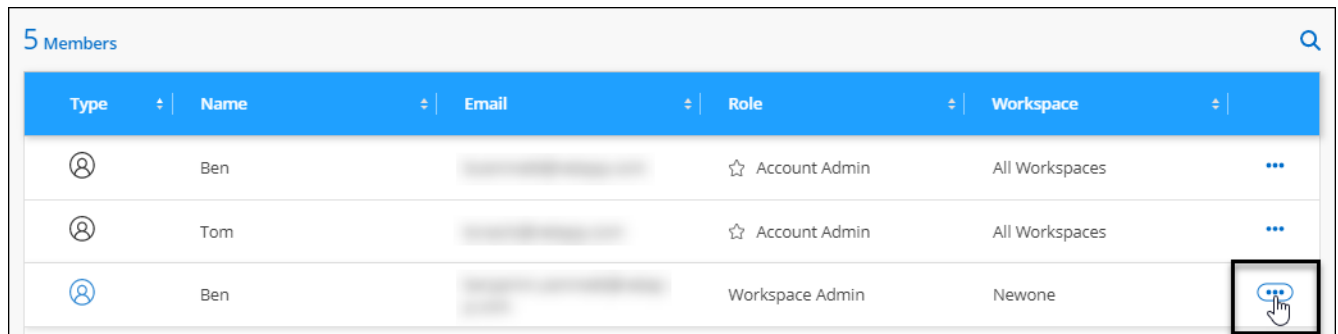 5 Members
Type Name Email Role Workspace
Ben Account Admin All Workspaces
Tom Account Admin All Workspaces
Ben Workspace Admin Newone